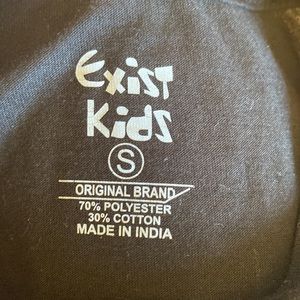 Exist
Kids
S
ORIGINAL BRAND
70% POLYESTER
30% COTTON
MADE IN INDIA